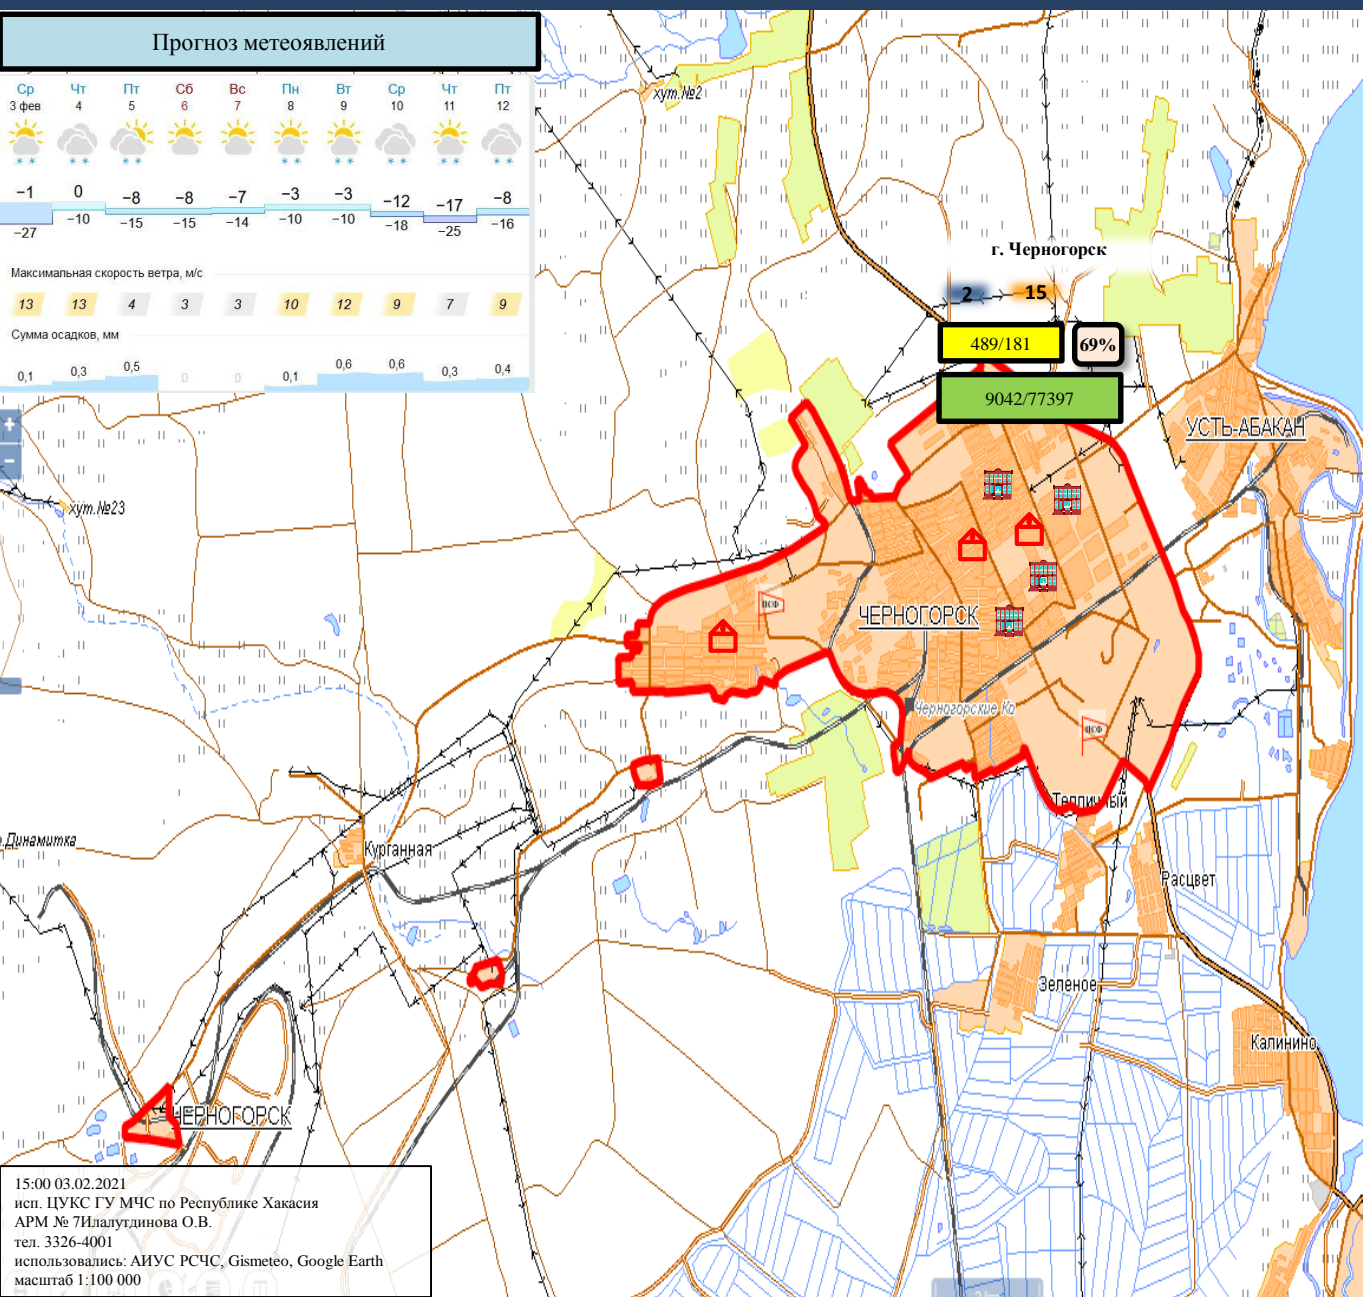 Прогноз метеоявлений
Ср Чт Пт Сб Вс Пн Вт Ср Чт Пт
3 фев 4 5 6 7 8 9 10 11 12
−1 0 −8 −8 −7 −3 −3 −12 −17 −8
−27 −10 −15 −15 −14 −10 −10 −18 −25 −16
Максимальная скорость ветра, м/с
13 13 4 3 3 10 12 9 7 9
Сумма осадков, мм
0,1 0,3 0,5 0 0 0,1 0,6 0,6 0,3 0,4
+
−
хут.№2
г. Черногорск
2 15
489/181 69%
9042/77397
УСТЬ-АБАКАН
хут.№23
ЧЕРНОГОРСК
ПОФ
Черногорские Ко
ПОФ
Тепличный
Динамитка
Курганная
Расцвет
Зеленое
Калинино
ЧЕРНОГОРСК
15:00 03.02.2021
исп. ЦУКС ГУ МЧС по Республике Хакасия
АРМ № 7Илалутдинова О.В.
тел. 3326-4001
использовались: АИУС РСЧС, Gismeteo, Google Earth
масштаб 1:100 000